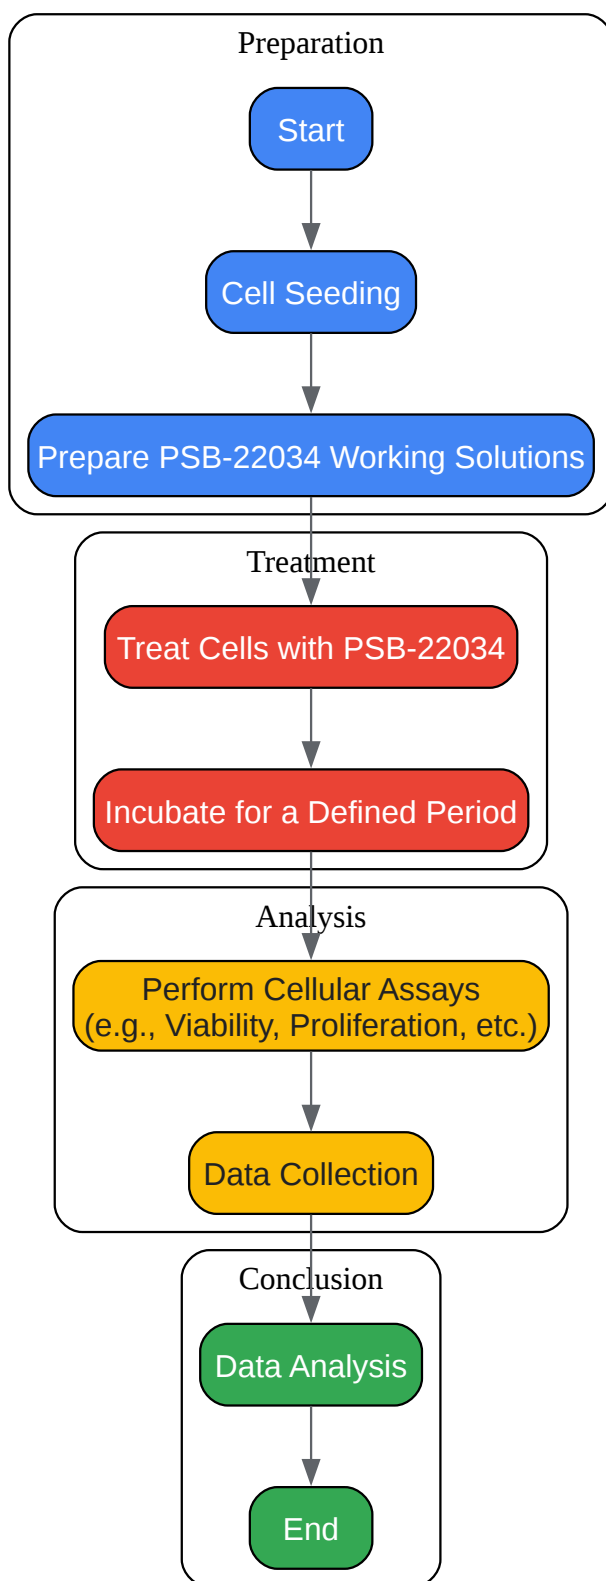 Preparation
Start
Cell Seeding
Prepare PSB-22034 Working Solutions
Treatment
Treat Cells with PSB-22034
Incubate for a Defined Period
Analysis
Perform Cellular Assays
(e.g., Viability, Proliferation, etc.)
Data Collection
Conclusion
Data Analysis
End